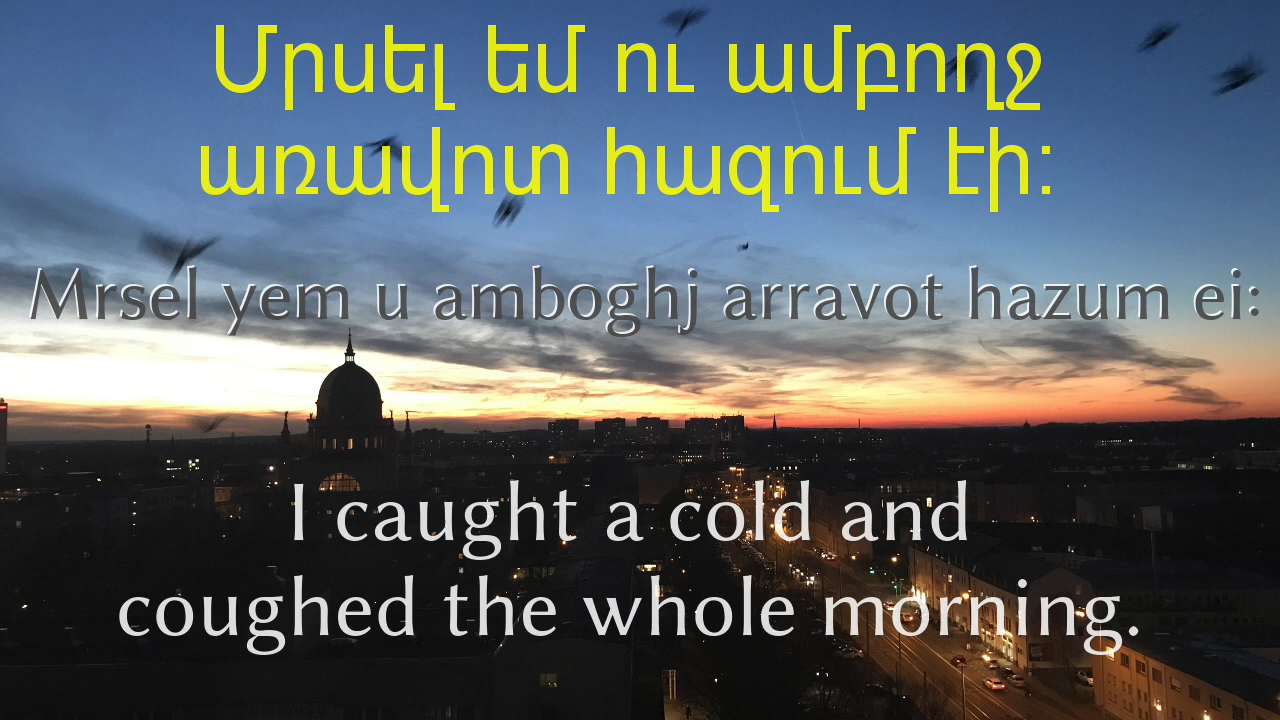 Մրսել եմ ու ամբողջ
առավոտ հազում էի:
Mrsel yem u amboghj arravot hazum ei:
I caught a cold and
coughed the whole morning.